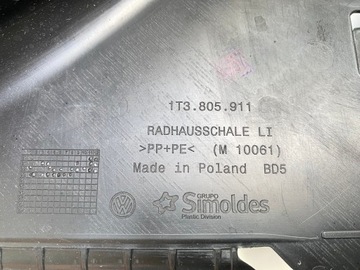 1T3.805.911
RADHAUSSCHALE LI
>PP+PE< (M 10061)
Made in Poland BD5
GRUPO
Simoldes
Plastic Division